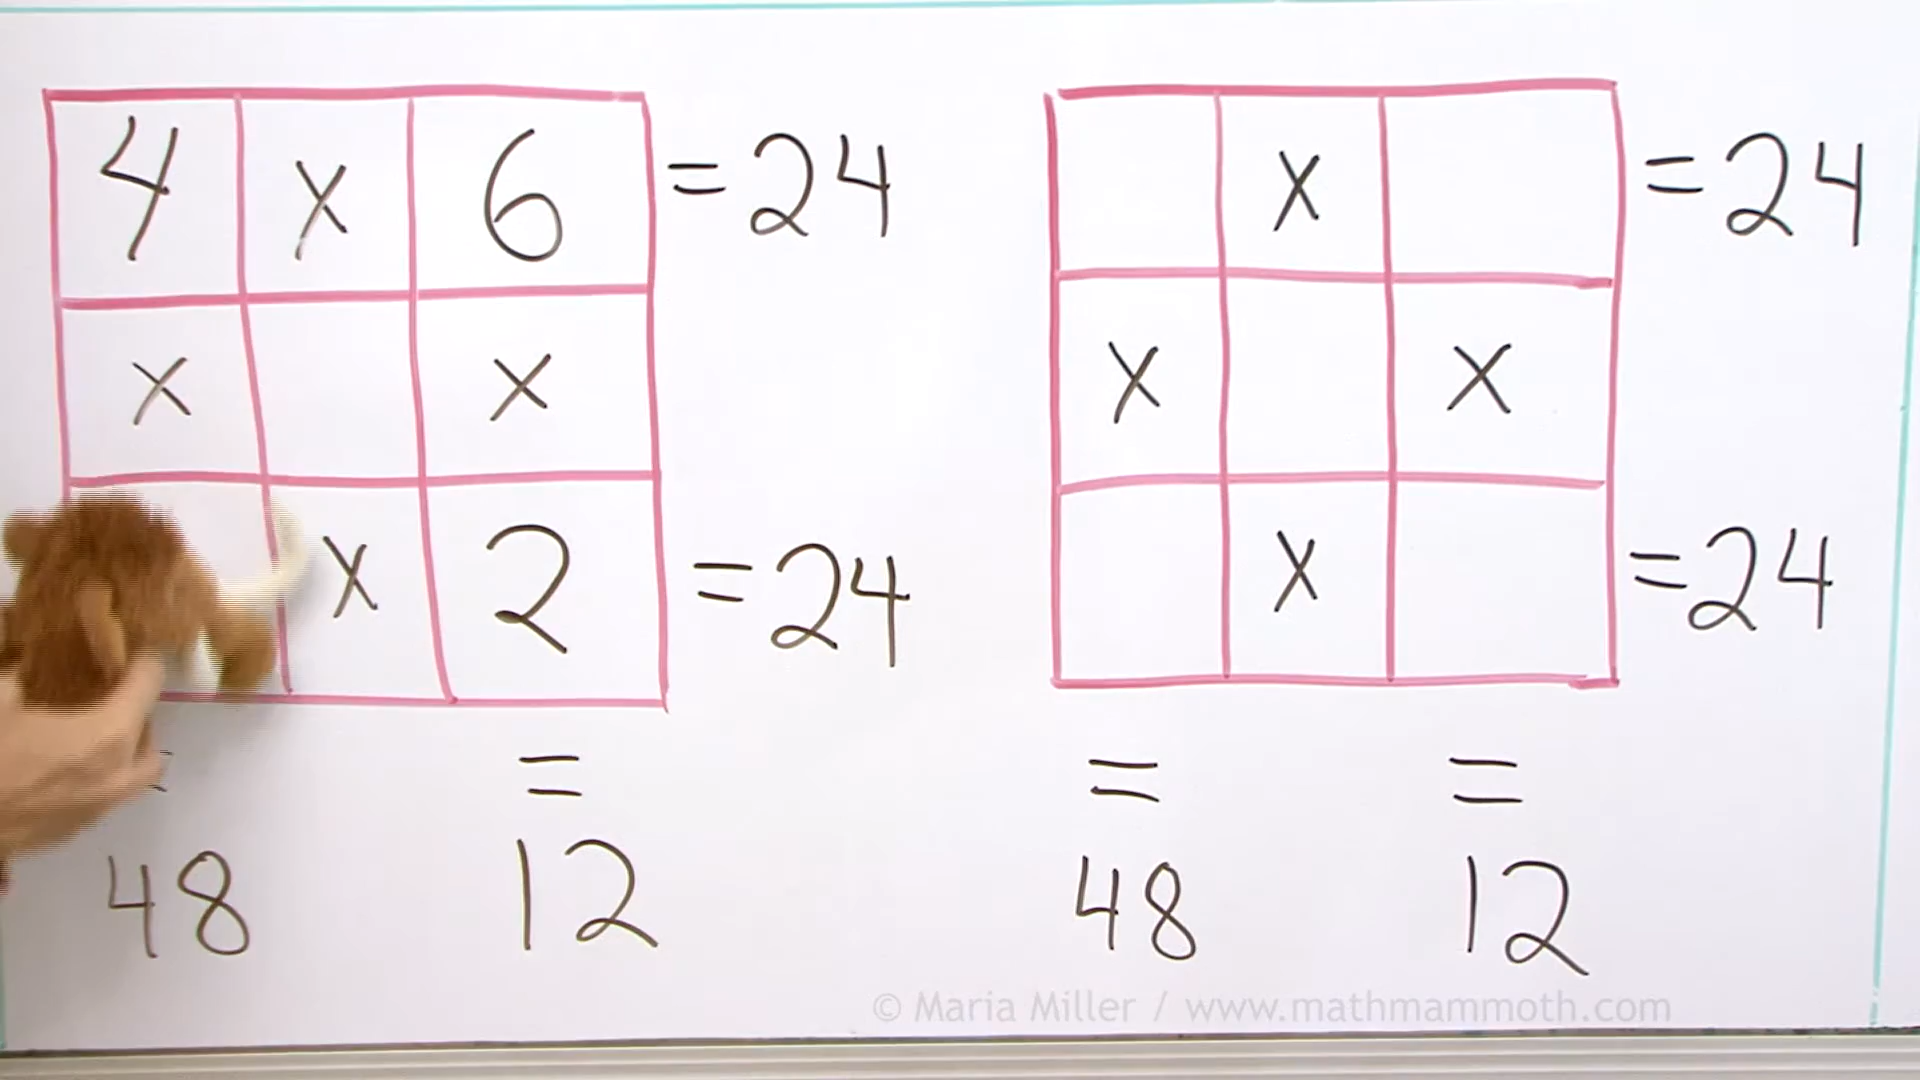 4 x 6 = 24
x x
x 2 = 24
= =
48 12
x = 24
x x
x = 24
= =
48 12
© Maria Miller / www.mathmammoth.com